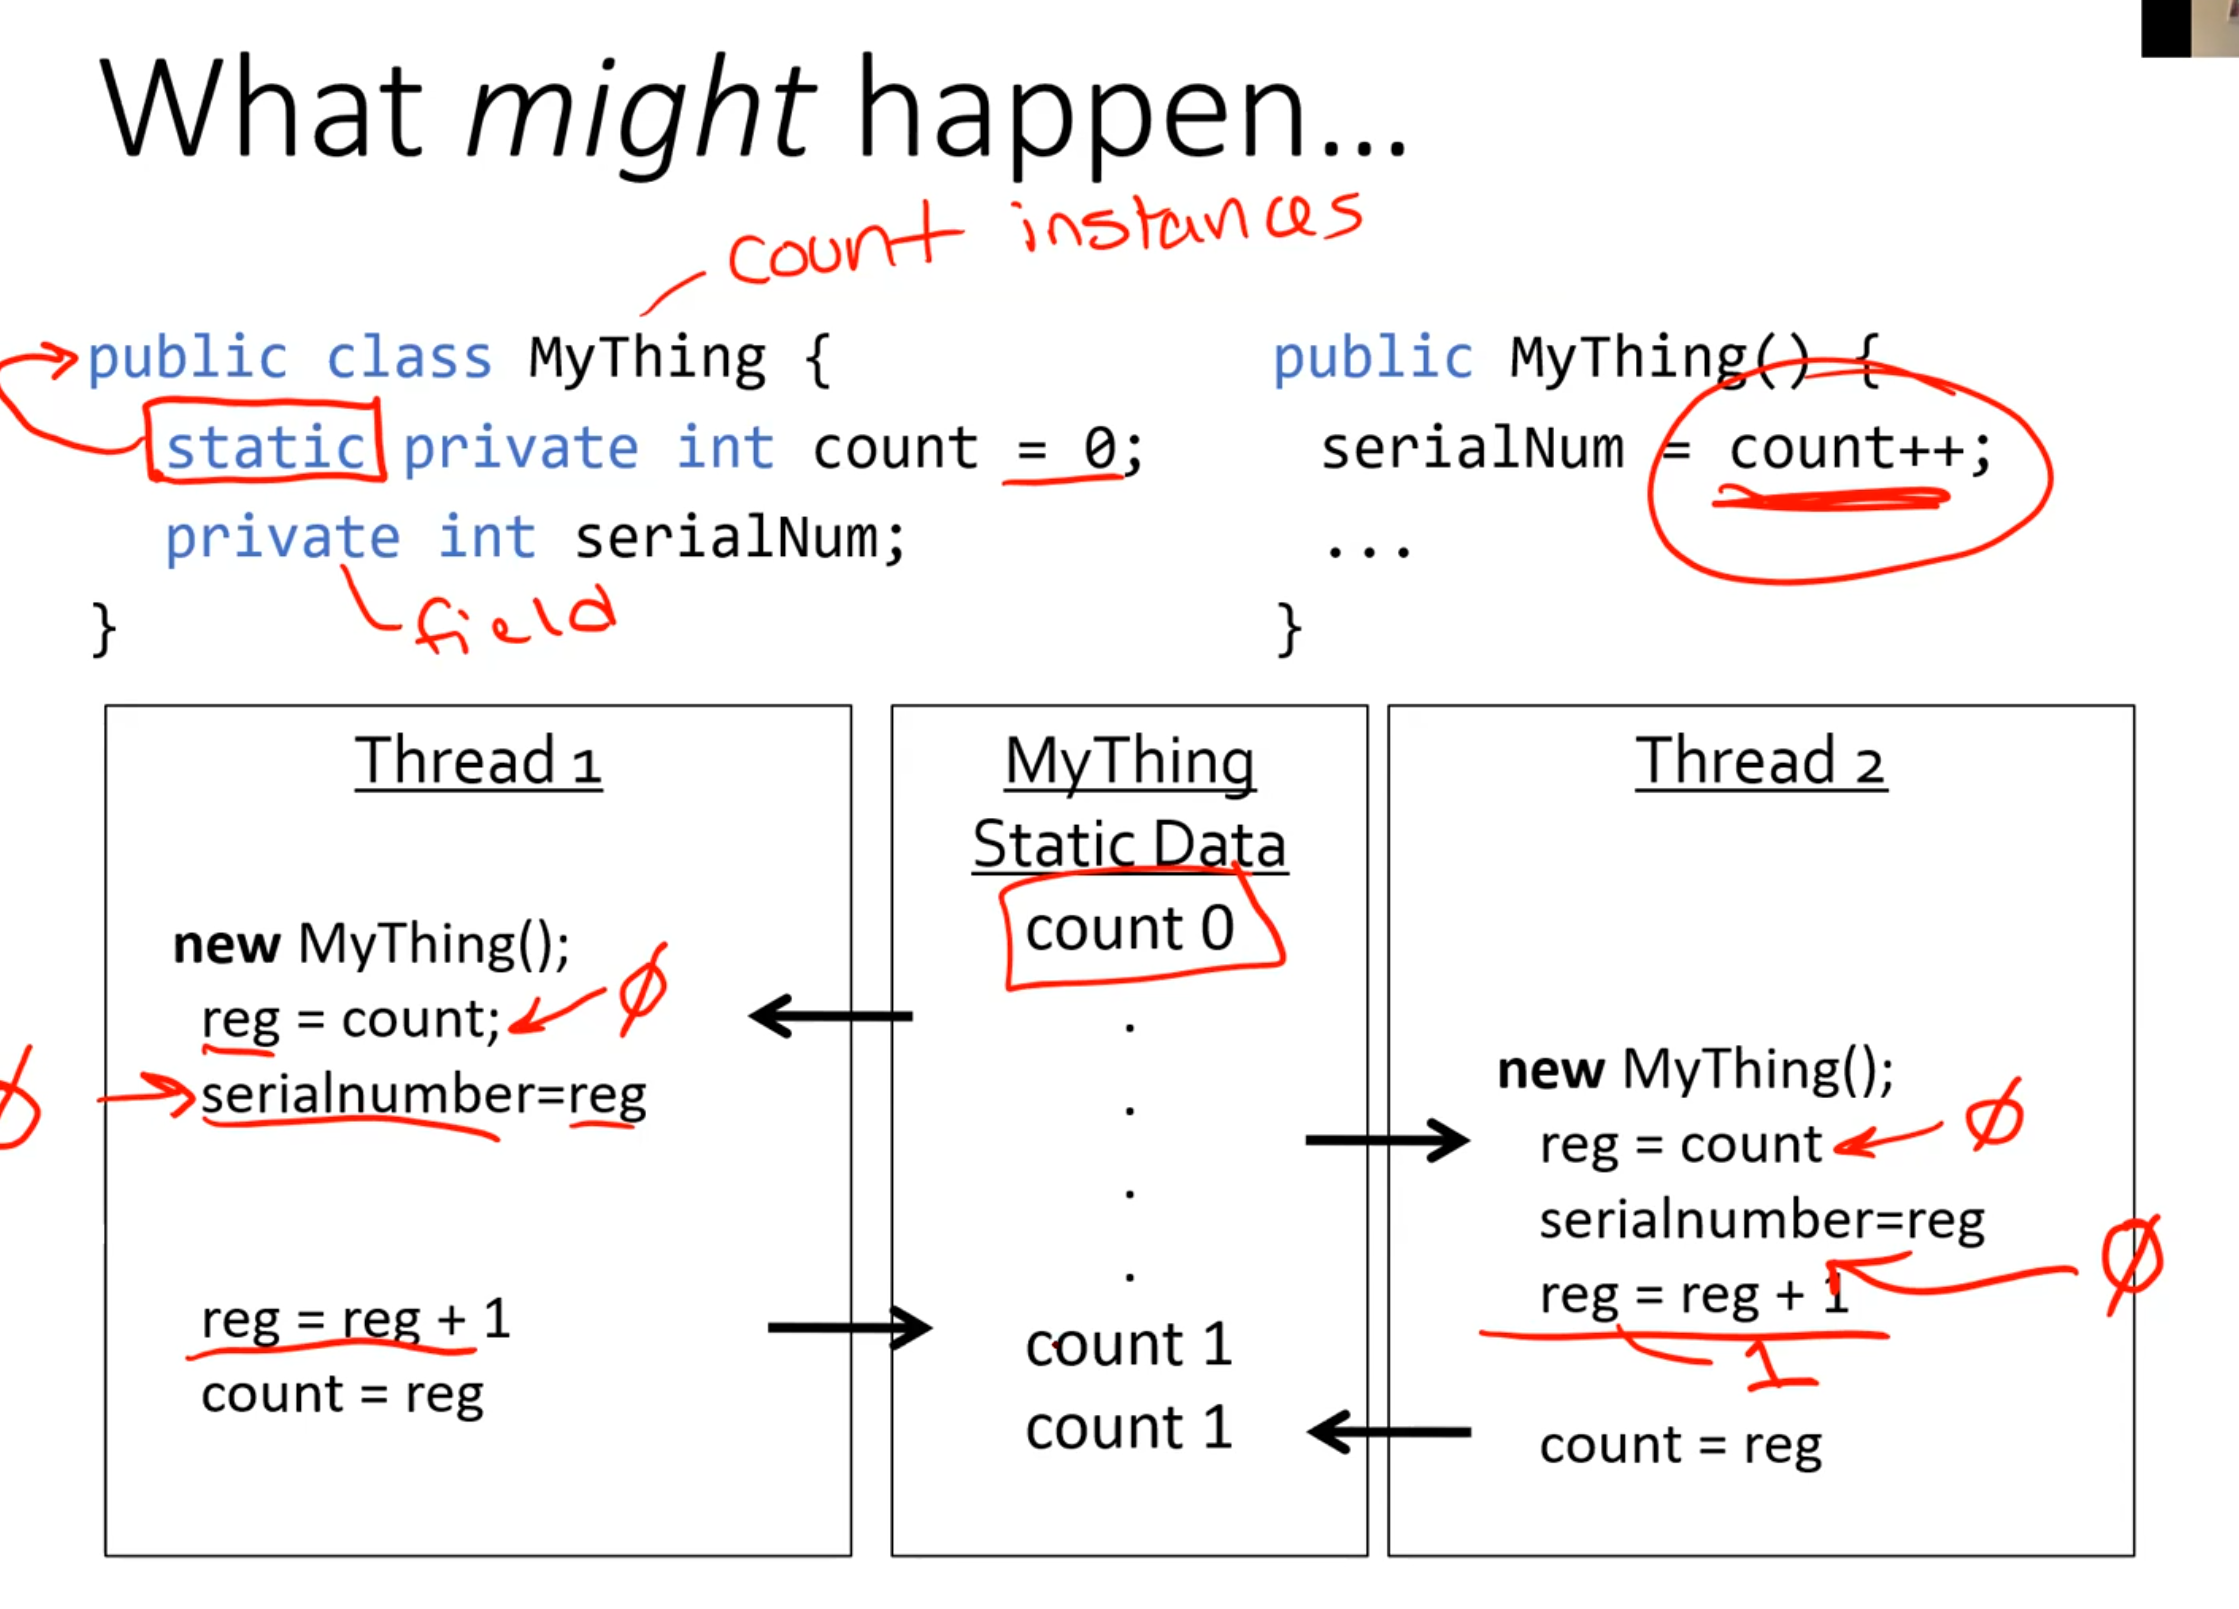 What might happen...
count instances
public class MyThing {
static private int count = 0;
private int serialNum;
field
}
public MyThing() {
serialNum = count++;
...
}
Thread 1
new MyThing();
reg = count;
Ø
Ø
serialnumber=reg
reg = reg + 1
count = reg
MyThing
Static Data
count 0
.
.
.
.
count 1
count 1
Thread 2
new MyThing();
reg = count
Ø
serialnumber=reg
Ø
reg = reg + 1
1
count = reg